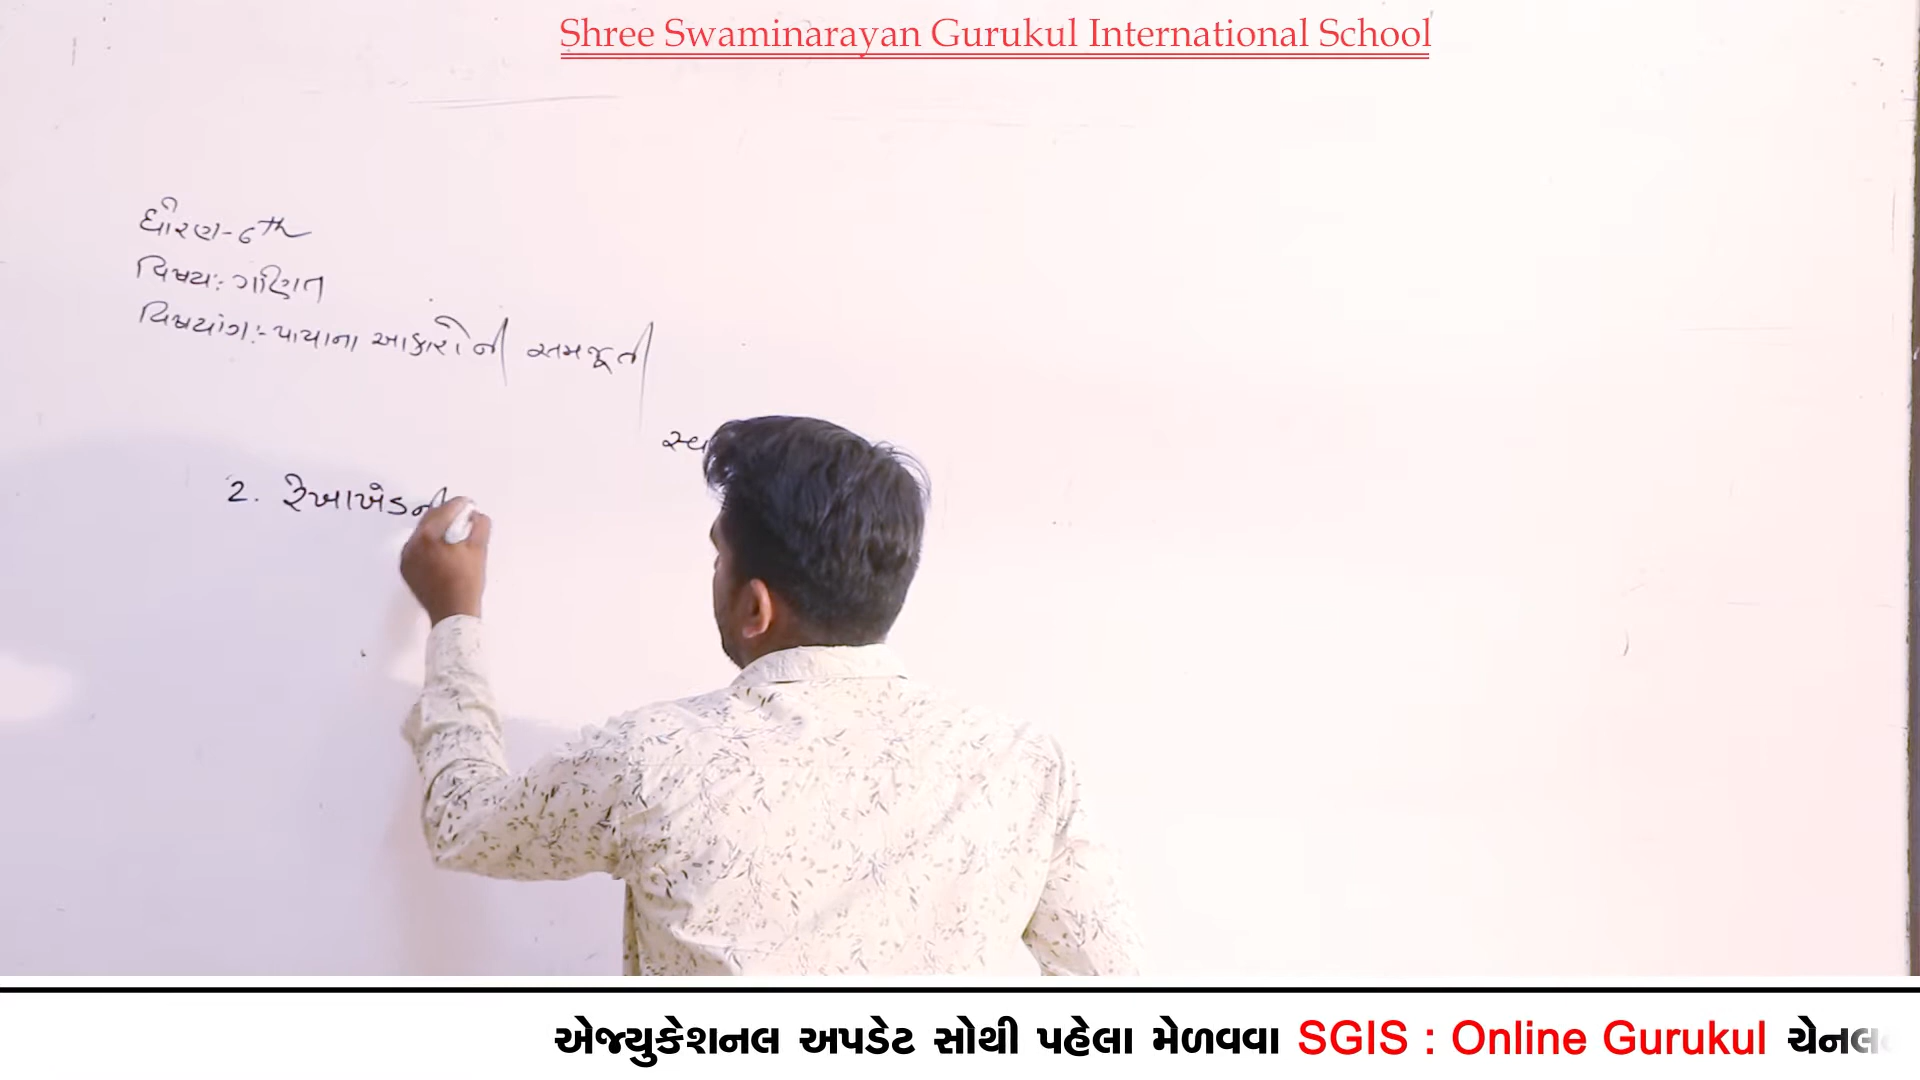 Shree Swaminarayan Gurukul International School
ધોરણ-6th
વિષય: ગણિત
વિષયાંગ:- પાયાના આકારોની સમજૂતી
2. રેખાખંડની
એજ્યુકેશનલ અપડેટ સોથી પહેલા મેળવવા SGIS : Online Gurukul ચેનલ